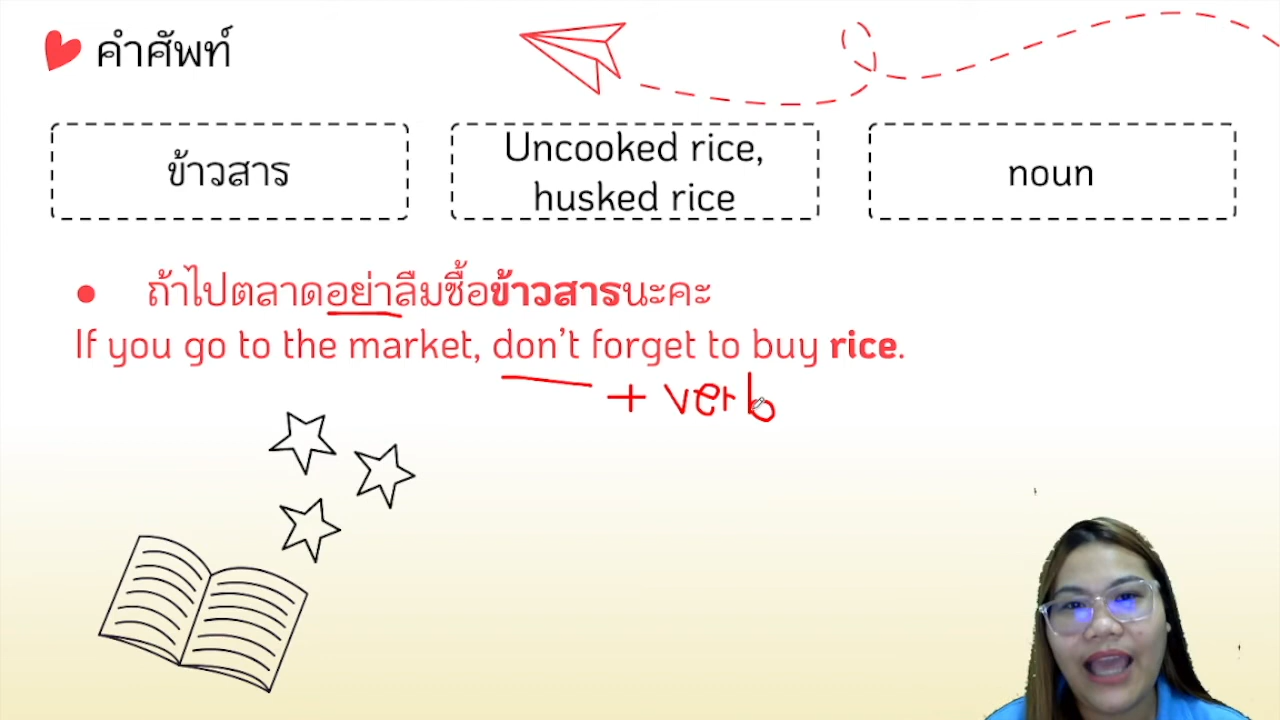 คำศัพท์
ข้าวสาร
Uncooked rice,
husked rice
noun
● ถ้าไปตลาดอย่าลืมซื้อข้าวสารนะคะ
If you go to the market, don't forget to buy rice.
+ verb